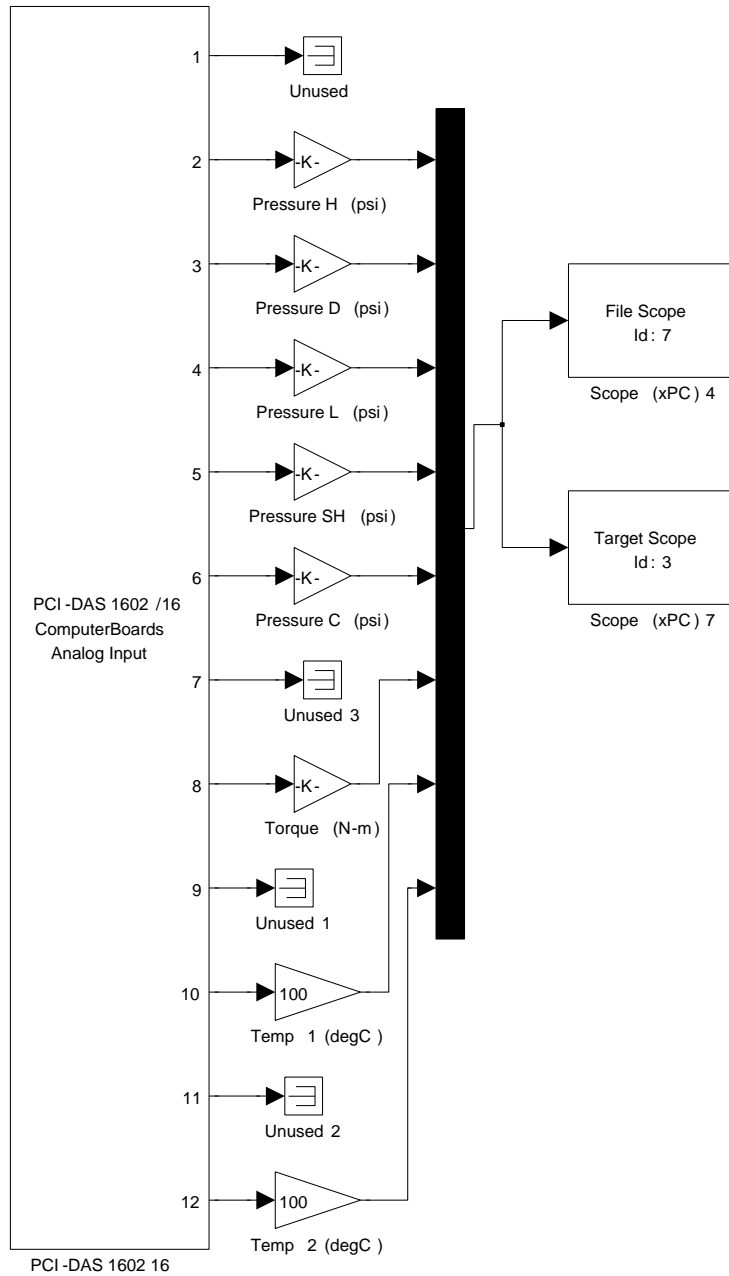 1
Unused
2
-K-
Pressure H (psi)
3
-K-
Pressure D (psi)
File Scope
Id: 7
4
-K-
Pressure L (psi)
Scope (xPC) 4
5
-K-
Pressure SH (psi)
Target Scope
Id: 3
6
-K-
PCI-DAS 1602 /16
ComputerBoards
Analog Input
Pressure C (psi)
Scope (xPC) 7
7
Unused 3
8
-K-
Torque (N-m)
9
Unused 1
10
100
Temp 1 (degC)
11
Unused 2
12
100
Temp 2 (degC)
PCI-DAS 1602 16